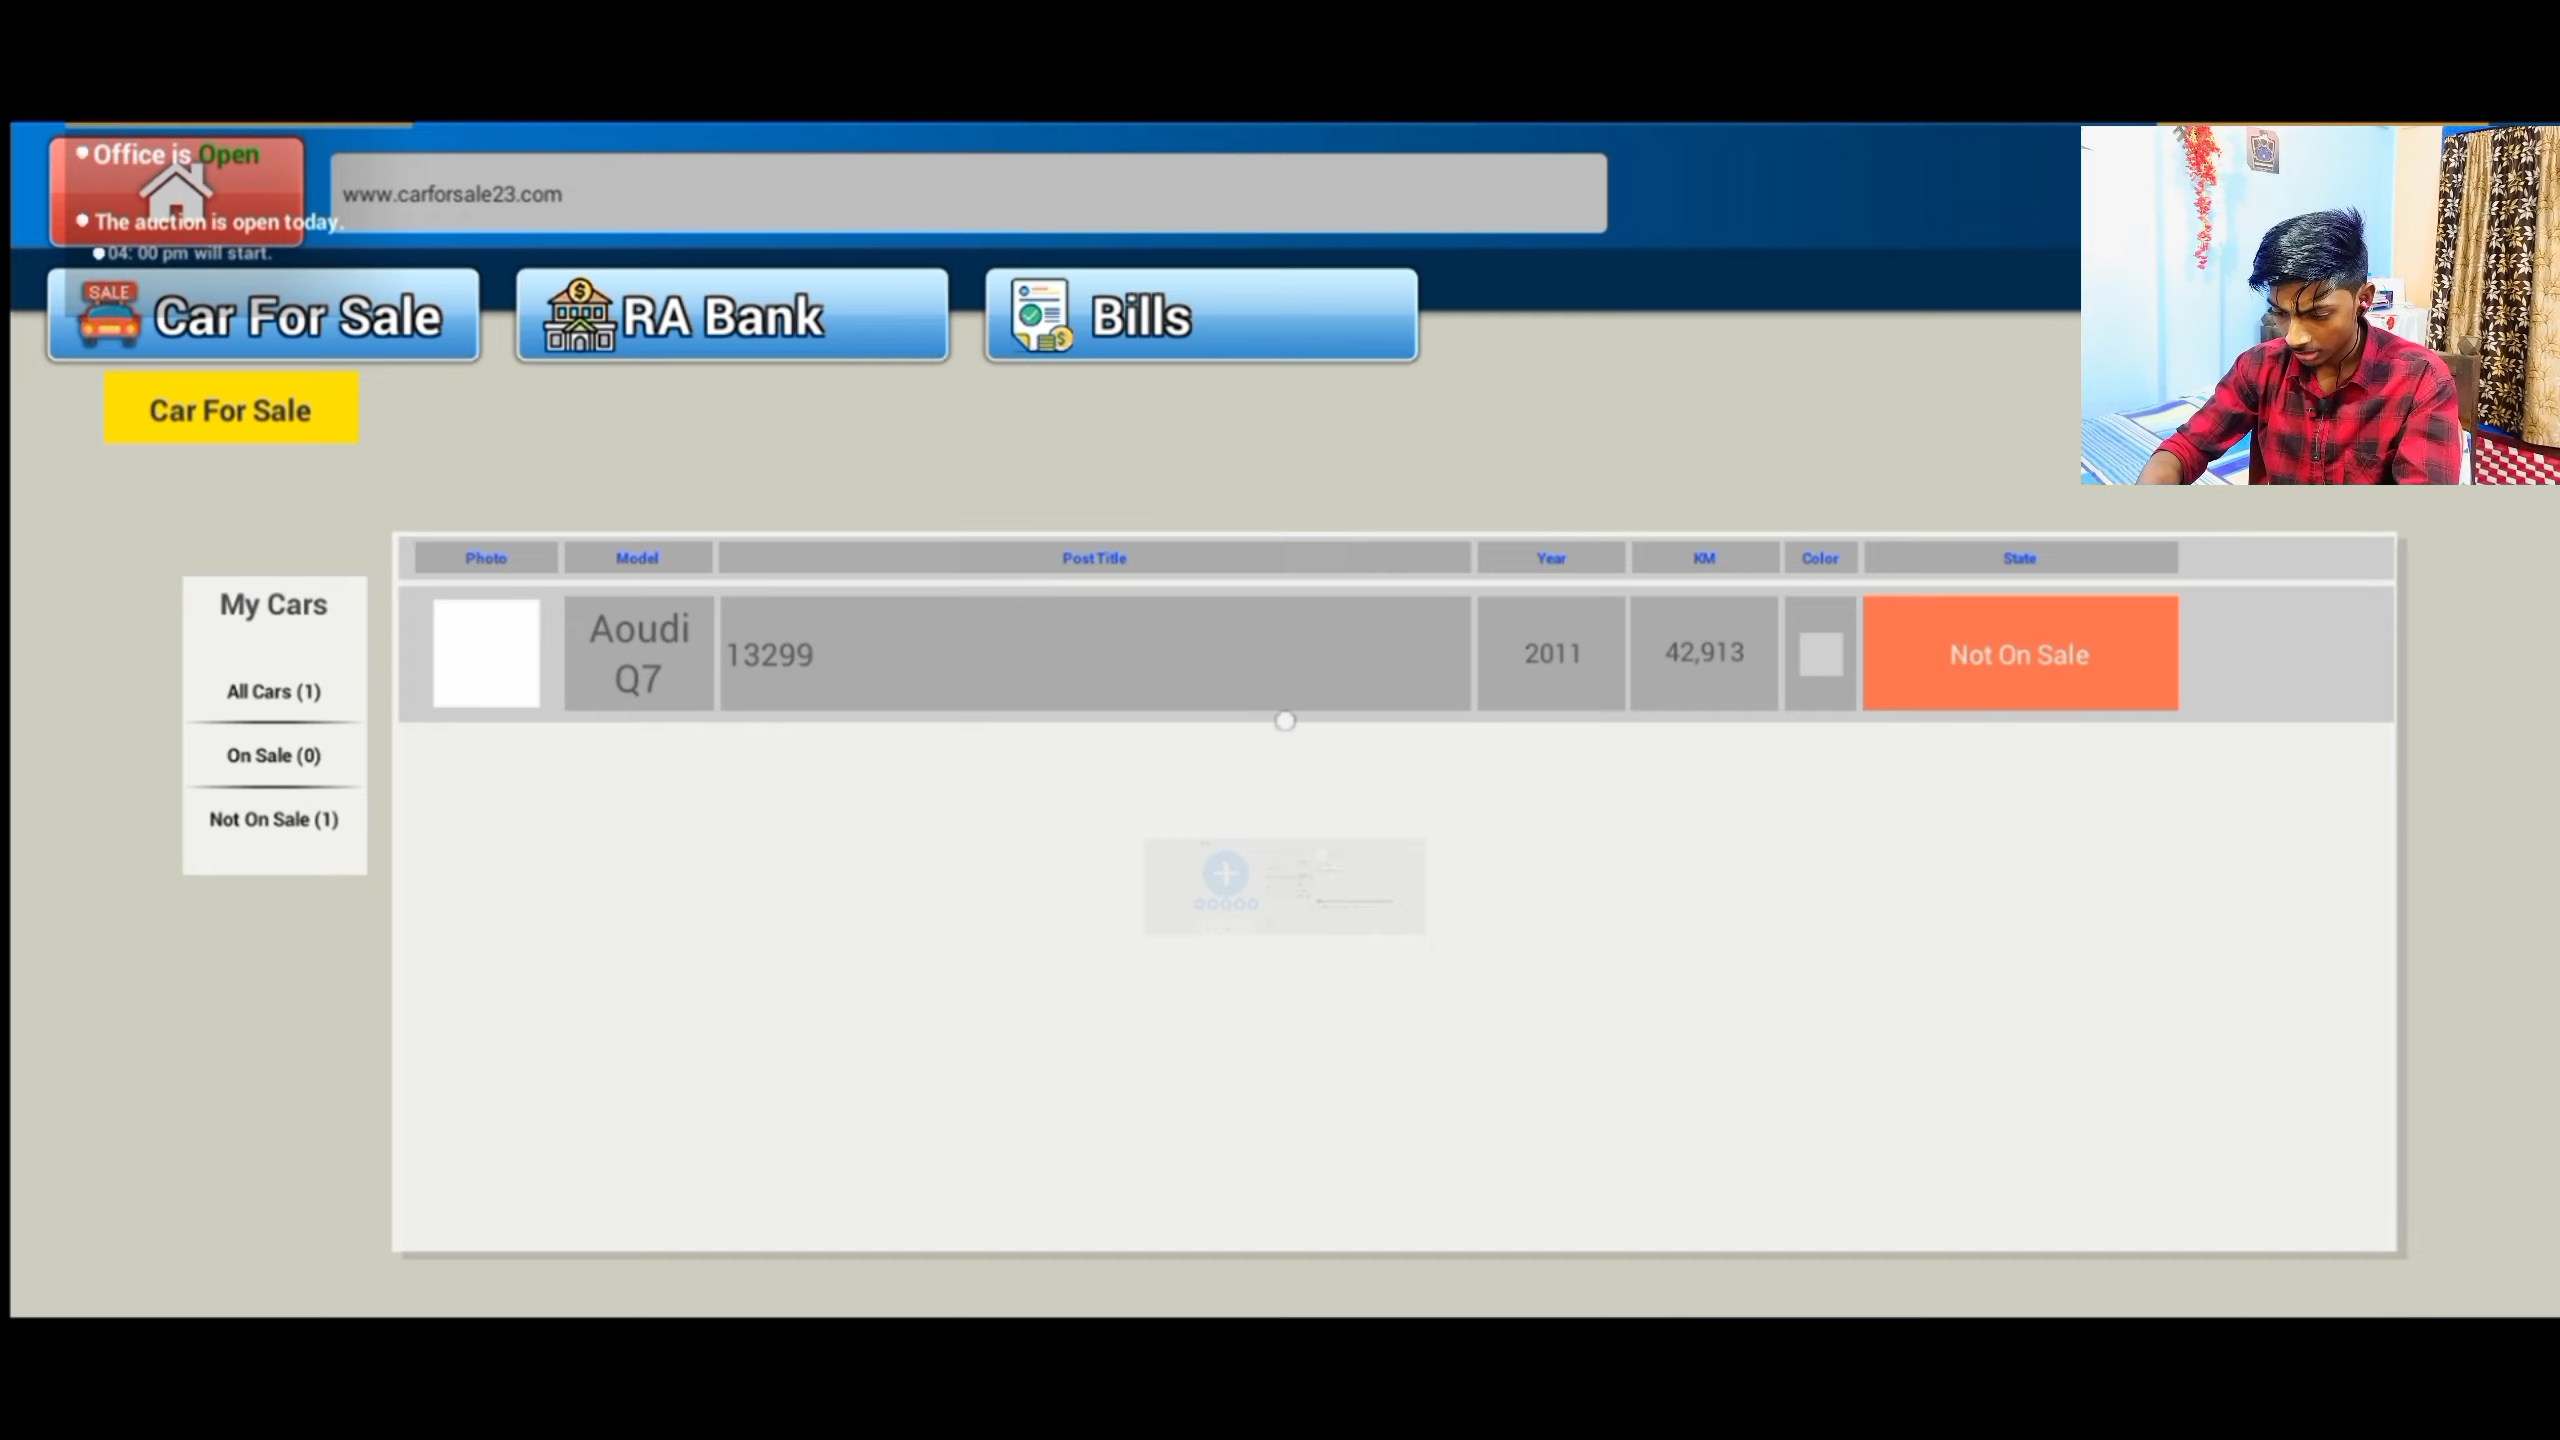 Office is Open
www.carforsale23.com
The auction is open today.
04: 00 pm will start.
SALE
Car For Sale
RA Bank
Bills
Car For Sale
Photo Model Post Title Year KM Color State
My Cars
Aoudi
Q7
13299 2011 42,913 Not On Sale
All Cars (1)
On Sale (0)
Not On Sale (1)